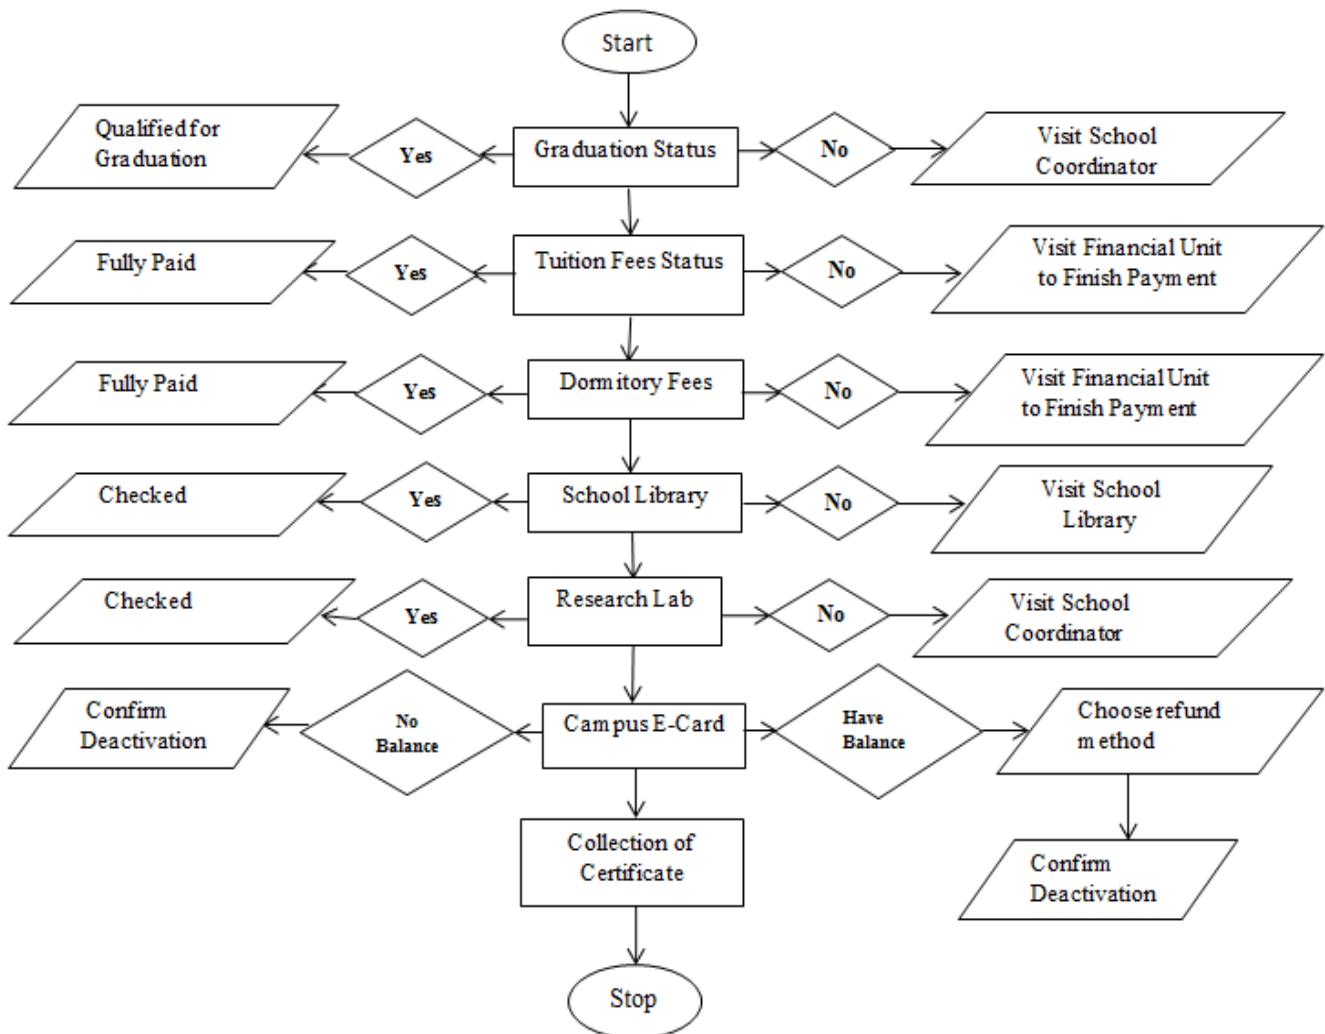 Start
Qualified for
Graduation
Yes
Graduation Status
No
Visit School
Coordinator
Fully Paid
Yes
Tuition Fees Status
No
Visit Financial Unit
to Finish Payment
Fully Paid
Yes
Dormitory Fees
No
Visit Financial Unit
to Finish Payment
Checked
Yes
School Library
No
Visit School
Library
Checked
Yes
Research Lab
No
Visit School
Coordinator
Confirm
Deactivation
No
Balance
Campus E-Card
Have
Balance
Choose refund
method
Collection of
Certificate
Confirm
Deactivation
Stop